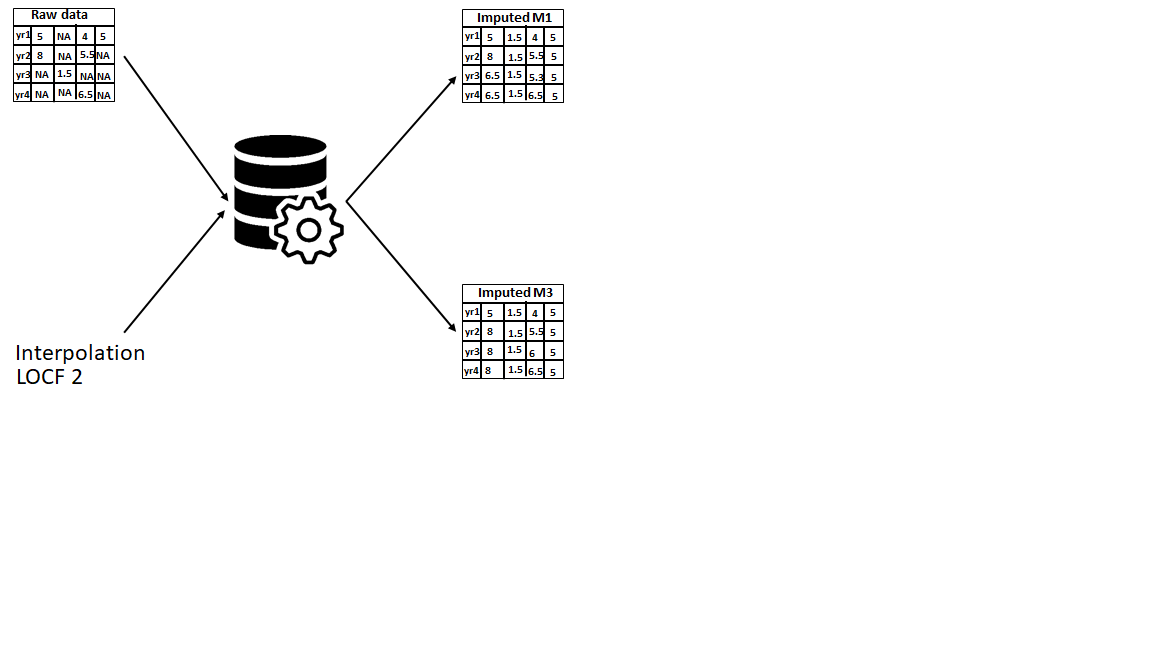 Raw data
yr1 5 NA 4 5
yr2 8 NA 5.5 NA
yr3 NA 1.5 NA NA
yr4 NA NA 6.5 NA
Imputed M1
yr1 5 1.5 4 5
yr2 8 1.5 5.5 5
yr3 6.5 1.5 5.3 5
yr4 6.5 1.5 6.5 5
Interpolation
LOCF 2
Imputed M3
yr1 5 1.5 4 5
yr2 8 1.5 5.5 5
yr3 8 1.5 6 5
yr4 8 1.5 6.5 5